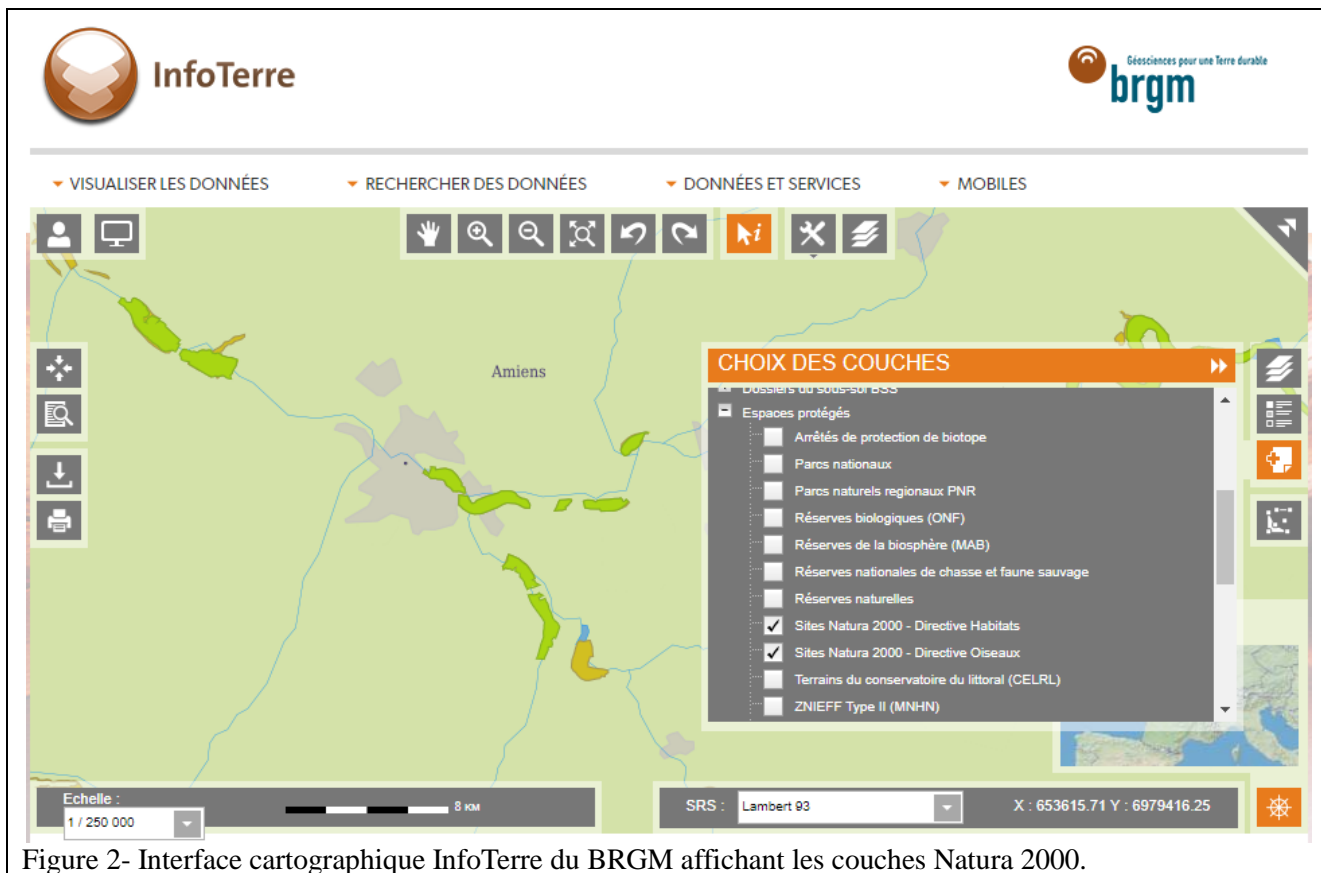 InfoTerre
Géosciences pour une Terre durable
brgm
VISUALISER LES DONNÉES
RECHERCHER DES DONNÉES
DONNÉES ET SERVICES
MOBILES
Amiens
CHOIX DES COUCHES
Dossiers du sous-sol BSS
Espaces protégés
Arrêtés de protection de biotope
Parcs nationaux
Parcs naturels regionaux PNR
Réserves biologiques (ONF)
Réserves de la biosphère (MAB)
Réserves nationales de chasse et faune sauvage
Réserves naturelles
Sites Natura 2000 - Directive Habitats
Sites Natura 2000 - Directive Oiseaux
Terrains du conservatoire du littoral (CELRL)
ZNIEFF Type II (MNHN)
Echelle :
1 / 250 000
8 KM
SRS : Lambert 93
X : 653615.71 Y : 6979416.25
Figure 2- Interface cartographique InfoTerre du BRGM affichant les couches Natura 2000.